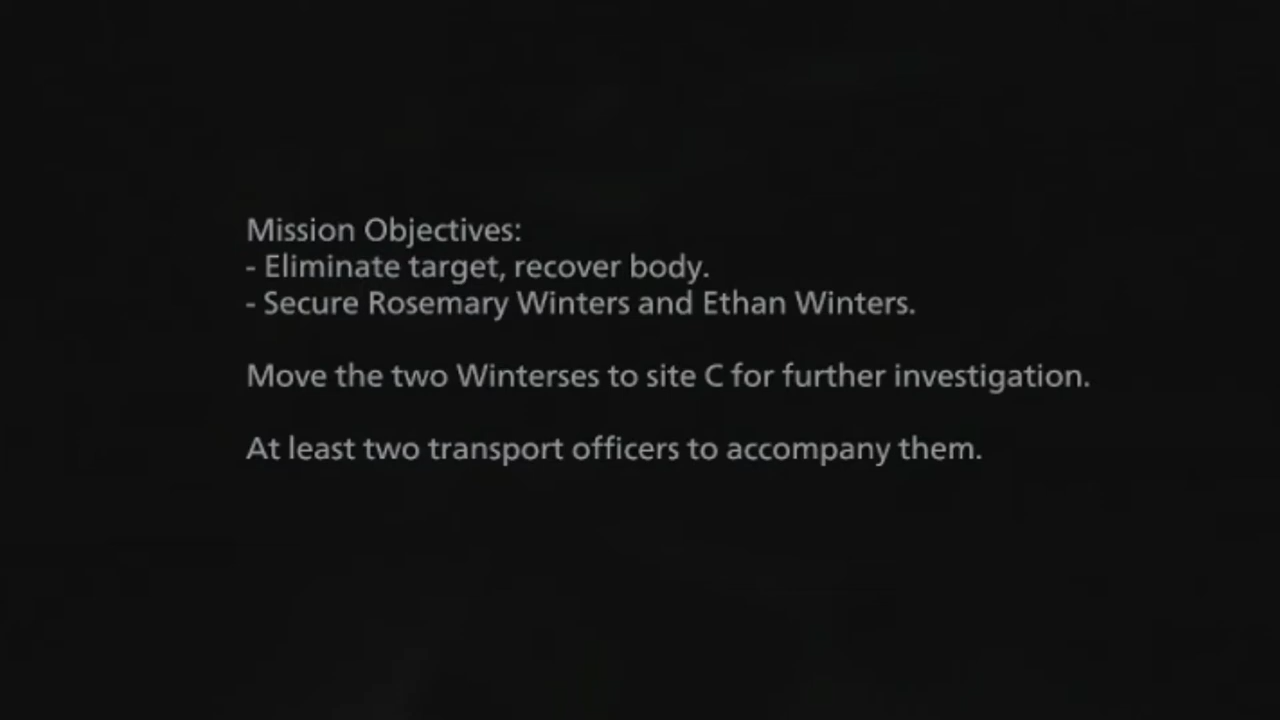 Mission Objectives:
- Eliminate target, recover body.
- Secure Rosemary Winters and Ethan Winters.
Move the two Winterses to site C for further investigation.
At least two transport officers to accompany them.